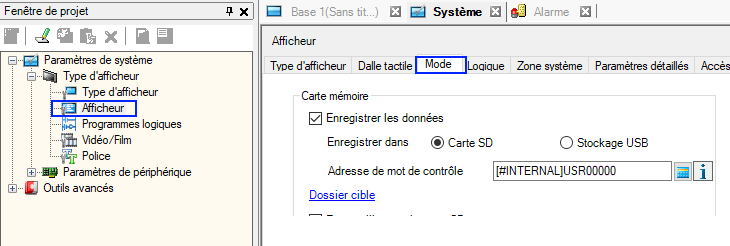 Fenêtre de projet
Paramètres de système
Type d'afficheur
Type d'afficheur
Afficheur
Programmes logiques
Vidéo/Film
Police
Paramètres de périphérique
Outils avancés
Base 1(Sans tit...)
Système
Alarme
Afficheur
Type d'afficheur
Dalle tactile
Mode
Logique
Zone système
Paramètres détaillés
Accès
Carte mémoire
Enregistrer les données
Enregistrer dans
Carte SD
Stockage USB
Adresse de mot de contrôle
[#INTERNAL]USR00000
Dossier cible